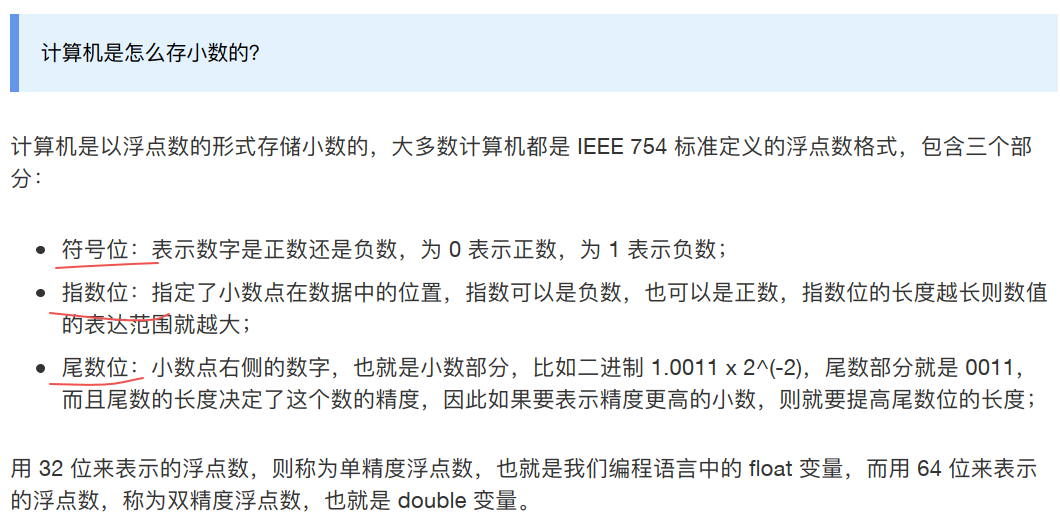 计算机是怎么存小数的?
计算机是以浮点数的形式存储小数的，大多数计算机都是 IEEE 754 标准定义的浮点数格式，包含三个部
分：
符号位：表示数字是正数还是负数，为 0 表示正数，为 1 表示负数；
指数位：指定了小数点在数据中的位置，指数可以是负数，也可以是正数，指数位的长度越长则数值
的表达范围就越大；
尾数位：小数点右侧的数字，也就是小数部分，比如二进制 1.0011 x 2^(-2)，尾数部分就是 0011，
而且尾数的长度决定了这个数的精度，因此如果要表示精度更高的小数，则就要提高尾数位的长度；
用 32 位来表示的浮点数，则称为单精度浮点数，也就是我们编程语言中的 float 变量，而用 64 位来表示
的浮点数，称为双精度浮点数，也就是 double 变量。